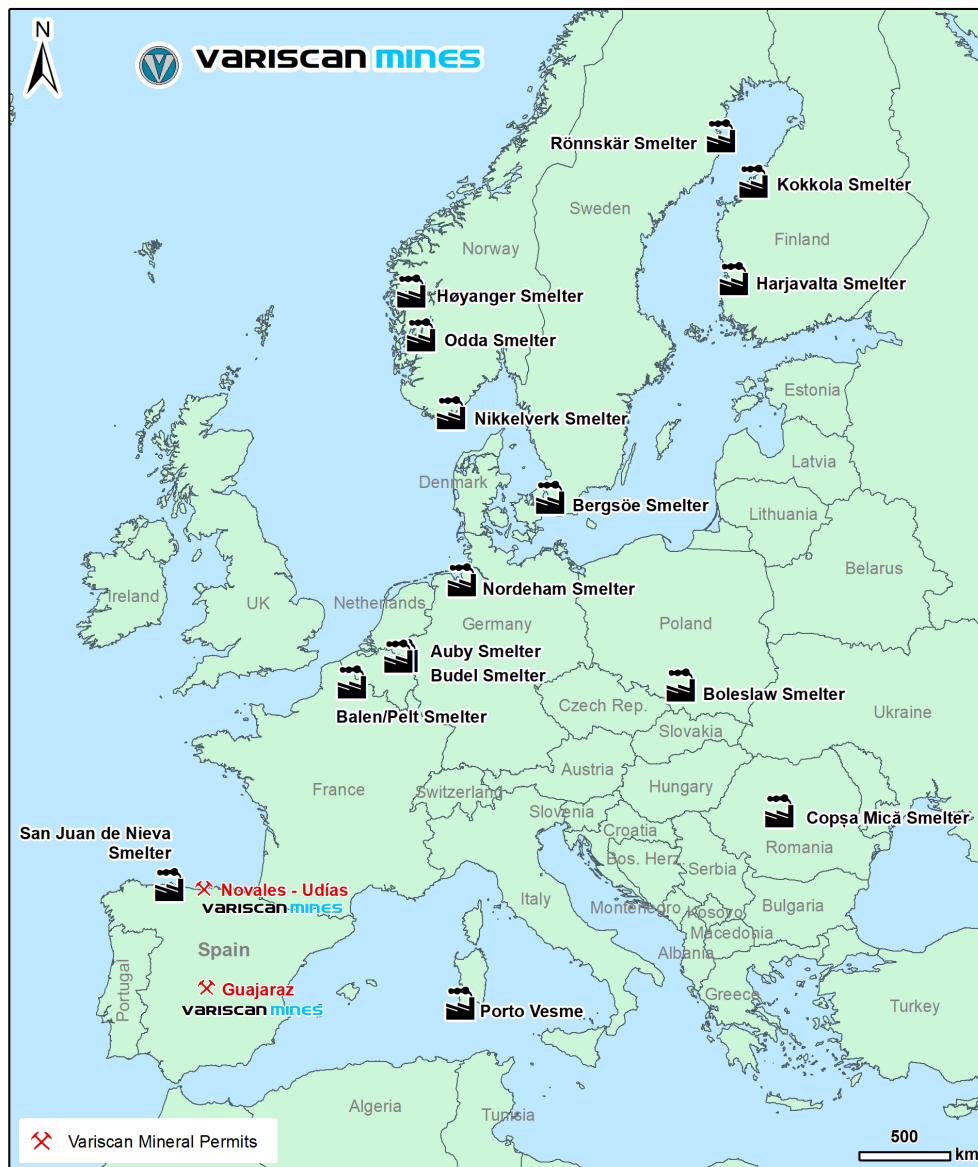 N
V
VARISCAN MINES
Rönnskär Smelter
Kokkola Smelter
Sweden
Finland
Norway
Harjavalta Smelter
Høyanger Smelter
Odda Smelter
Estonia
Nikkelverk Smelter
Latvia
Denmark
Bergsöe Smelter
Lithuania
Belarus
Nordeham Smelter
Ireland
UK
Netherlands
Germany
Poland
Auby Smelter
Budel Smelter
Boleslaw Smelter
Czech Rep.
Balen/Pelt Smelter
Ukraine
Slovakia
Austria
France
Switzerland
Hungary
Slovenia
Copșa Mică Smelter
San Juan de Nieva
Smelter
Croatia
Romania
Bos. Herz.
Serbia
Novales - Udías
VARISCAN MINES
Italy
Montenegro
Kosovo
Bulgaria
Macedonia
Spain
Albania
Portugal
Guajaraz
VARISCAN MINES
Greece
Turkey
Porto Vesme
Algeria
Tunisia
Variscan Mineral Permits
500
km